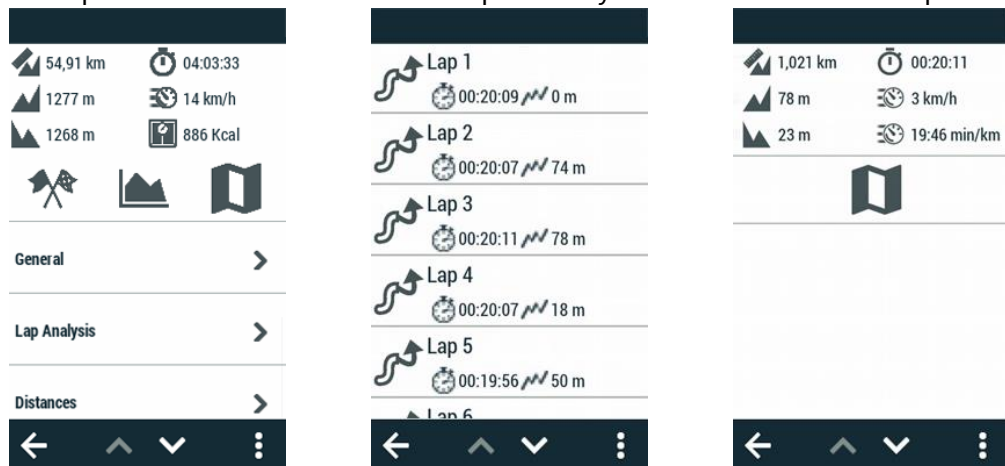 54,91 km 04:03:33
1277 m 14 km/h
1268 m 886 Kcal
General
Lap Analysis
Distances
Lap 1
00:20:09 0 m
Lap 2
00:20:07 74 m
Lap 3
00:20:11 78 m
Lap 4
00:20:07 18 m
Lap 5
00:19:56 50 m
Lap 6
1,021 km 00:20:11
78 m 3 km/h
23 m 19:46 min/km